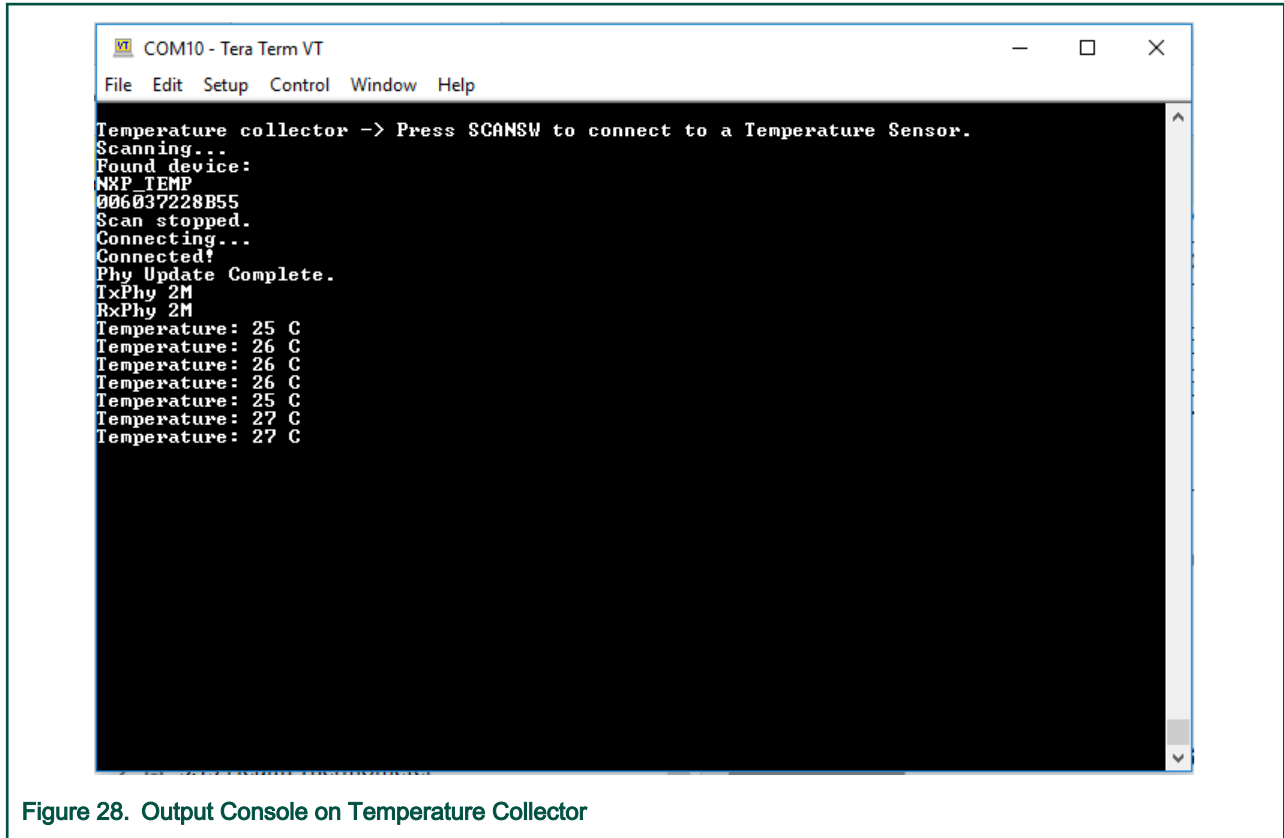 COM10 - Tera Term VT
File Edit Setup Control Window Help
Temperature collector -> Press SCANSW to connect to a Temperature Sensor.
Scanning...
Found device:
NXP_TEMP
006037228B55
Scan stopped.
Connecting...
Connected!
Phy Update Complete.
TxPhy 2M
RxPhy 2M
Temperature: 25 C
Temperature: 26 C
Temperature: 26 C
Temperature: 26 C
Temperature: 25 C
Temperature: 27 C
Temperature: 27 C
Figure 28. Output Console on Temperature Collector